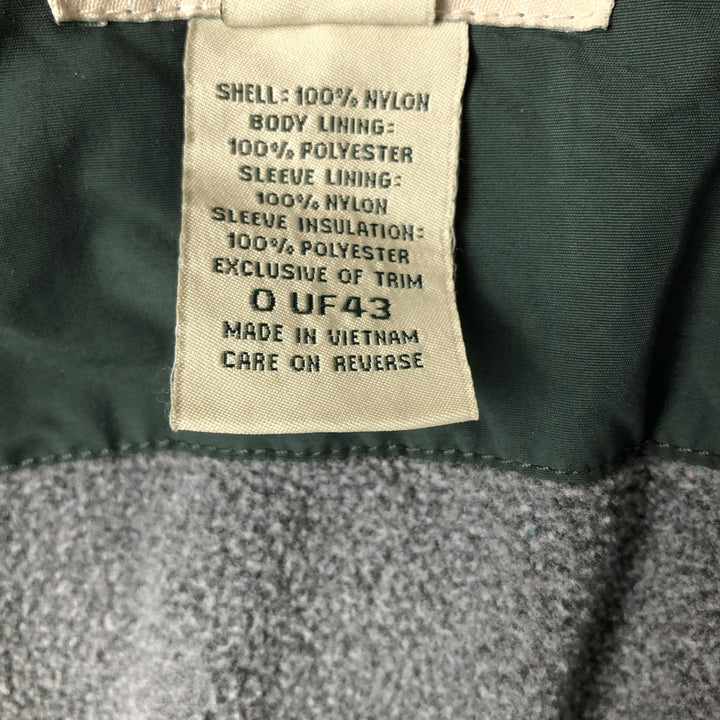 SHELL: 100% NYLON
BODY LINING:
100% POLYESTER
SLEEVE LINING:
100% NYLON
SLEEVE INSULATION:
100% POLYESTER
EXCLUSIVE OF TRIM
0 UF43
MADE IN VIETNAM
CARE ON REVERSE